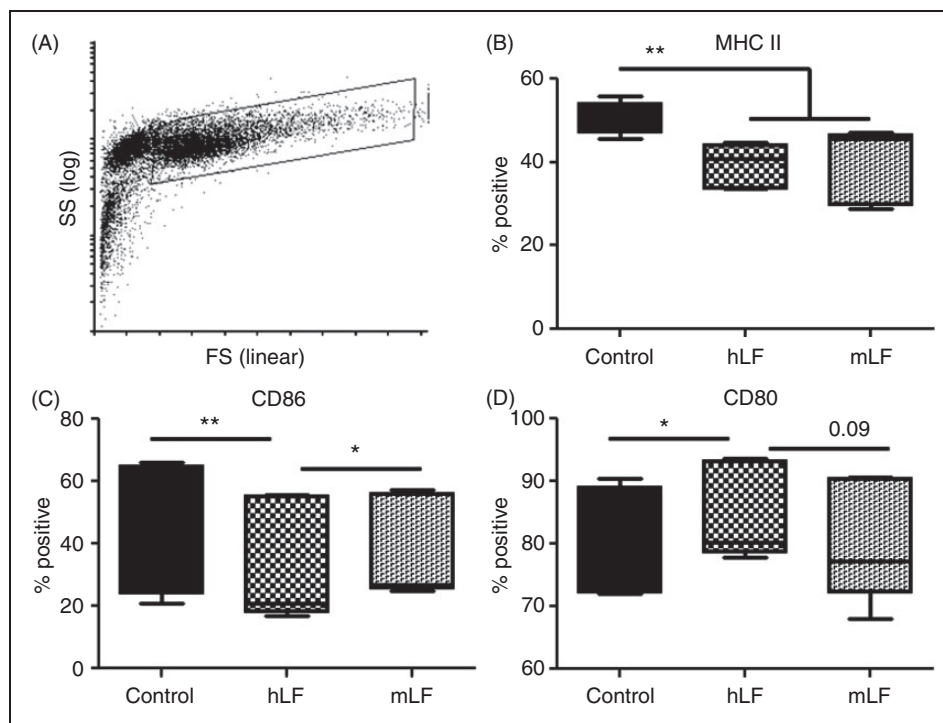 (A)
SS (log)
FS (linear)
(B)
MHC II
**
% positive
60
40
20
0
Control hLF mLF
(C)
CD86
**
*
% positive
80
60
40
20
0
Control hLF mLF
(D)
CD80
*
0.09
% positive
100
90
80
70
60
Control hLF mLF